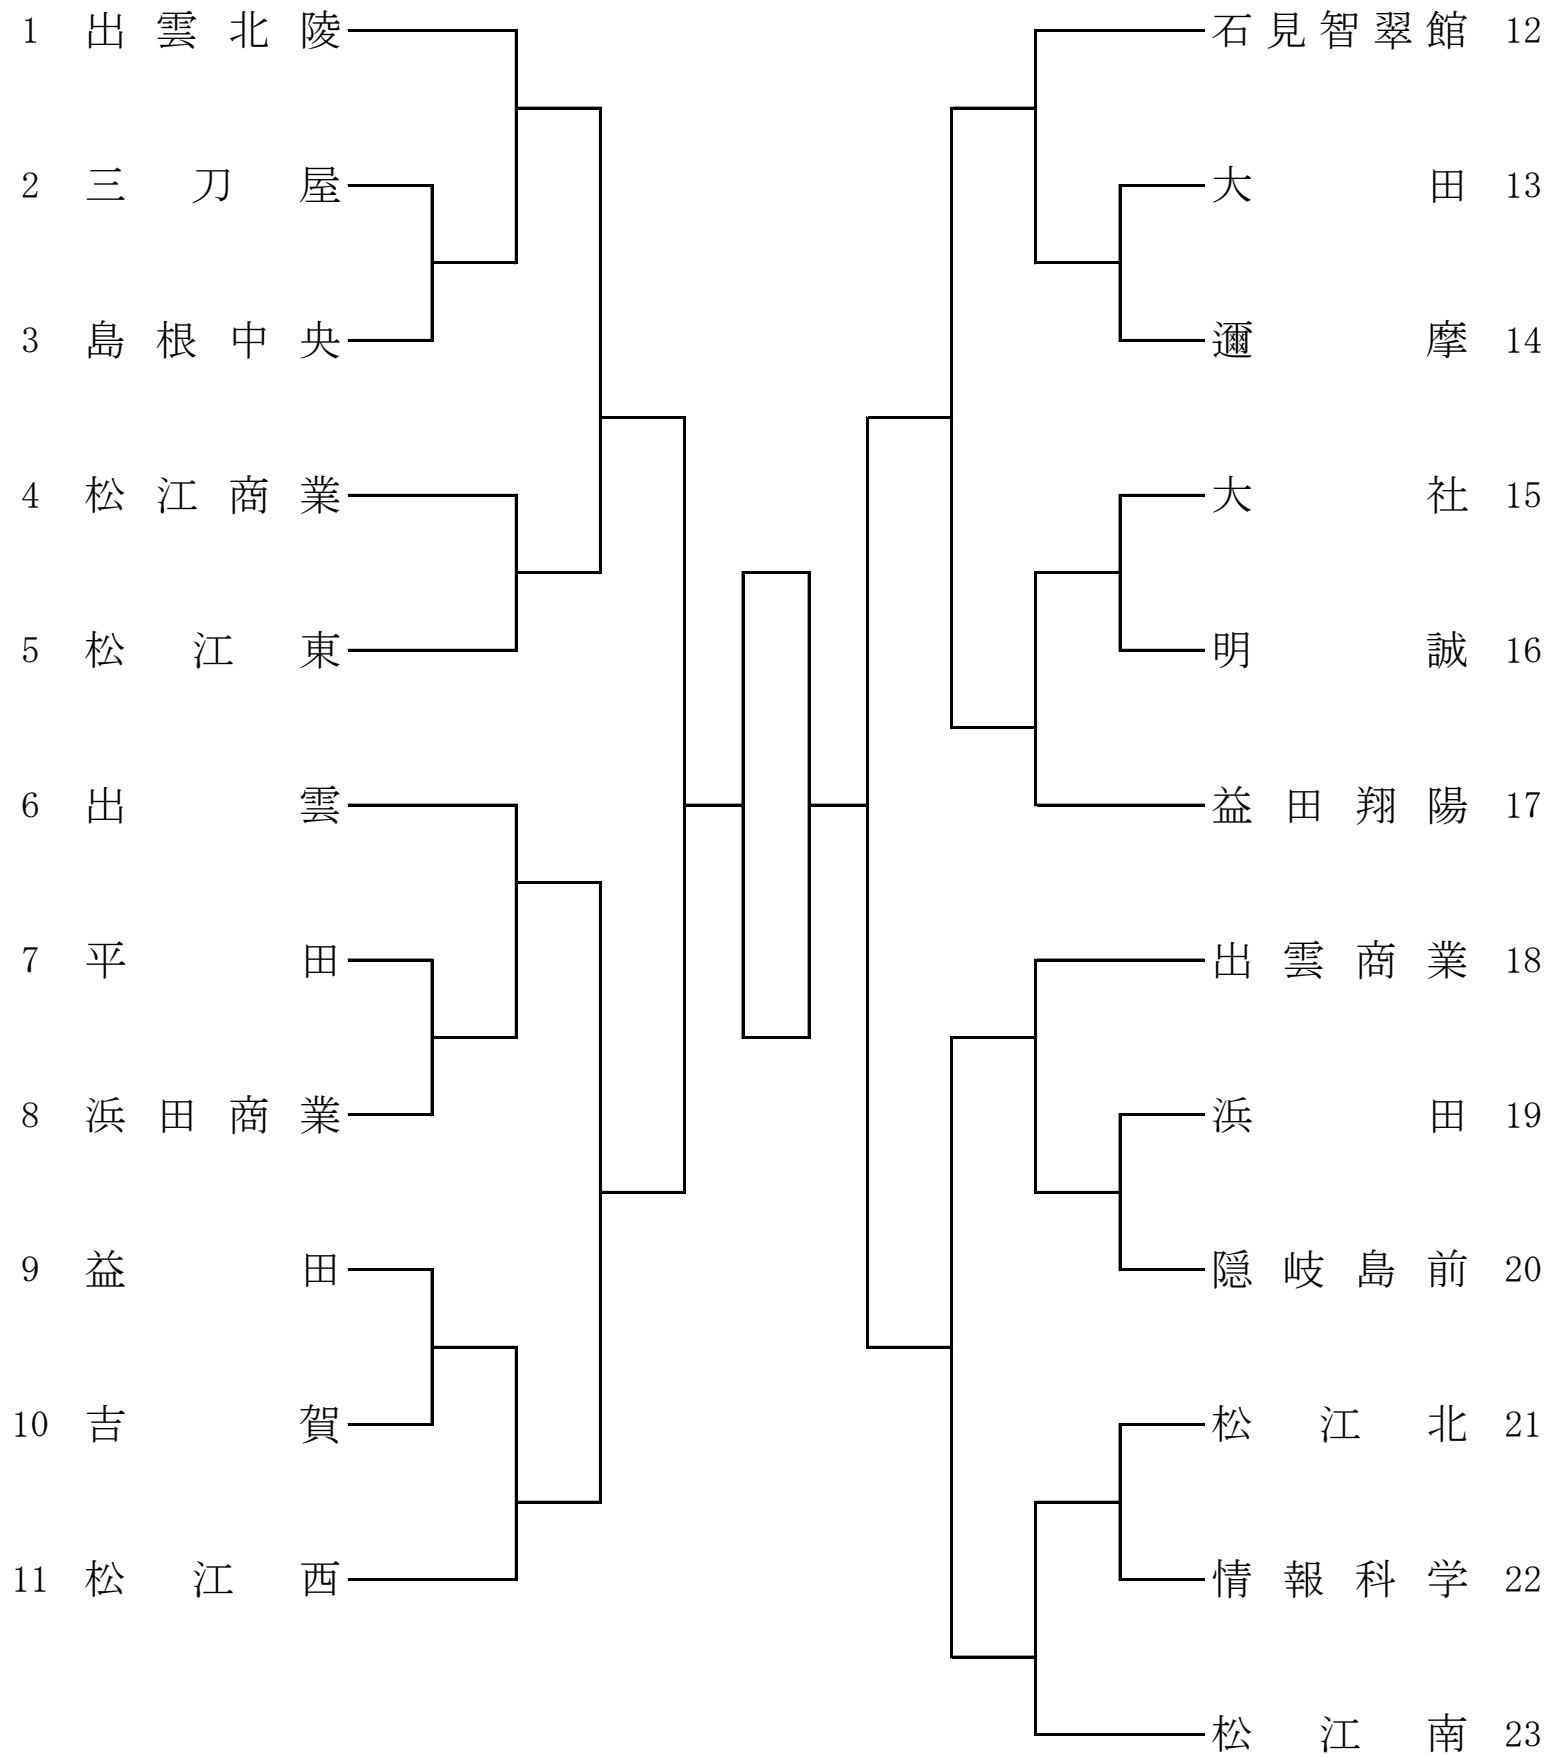 1 出雲北陵
2 三刀屋
3 島根中央
4 松江商業
5 松江東
6 出雲
7 平田
8 浜田商業
9 益田
10 吉賀
11 松江西
石見智翠館 12
大田 13
邇摩 14
大社 15
明誠 16
益田翔陽 17
出雲商業 18
浜田 19
隠岐島前 20
松江北 21
情報科学 22
松江南 23